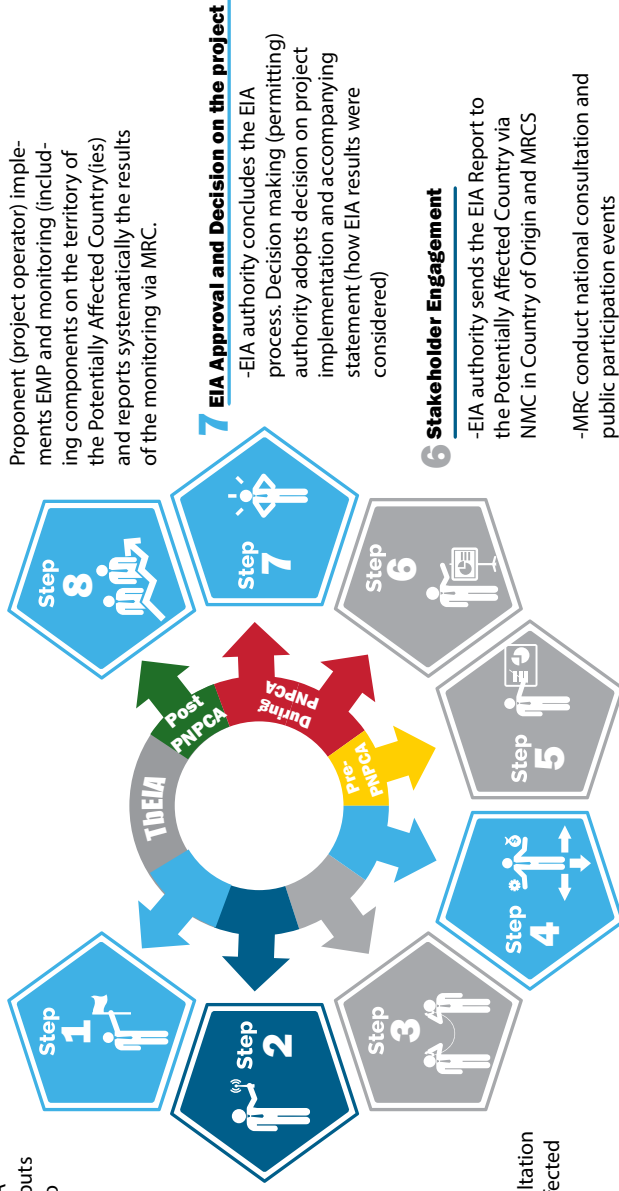 outs
ltation
fected
Step
1
Step
2
Step
3
Step
4
Step
5
Step
6
Step
7
Step
8
TbEIA
Pre-
PNPCA
During
PNPCA
Post
PNPCA
Proponent (project operator) imple-
ments EMP and monitoring (includ-
ing components on the territory of
the Potentially Affected Country(ies)
and reports systematically the results
of the monitoring via MRC.
7 EIA Approval and Decision on the project
-EIA authority concludes the EIA
process. Decision making (permitting)
authority adopts decision on project
implementation and accompanying
statement (how EIA results were
considered)
6 Stakeholder Engagement
-EIA authority sends the EIA Report to
the Potentially Affected Country via
NMC in Country of Origin and MRCS
-MRC conduct national consultation and
public participation events